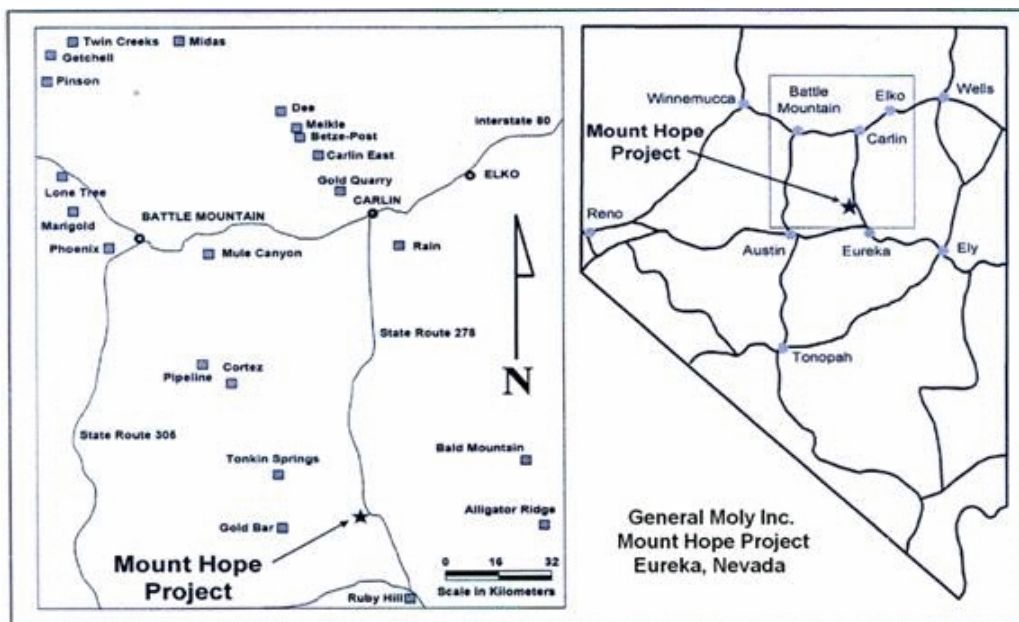 Twin Creeks
Midas
Getchell
Pinson
Dee
Meikle
Betze-Post
Carlin East
Gold Quarry
Interstate 80
ELKO
CARLIN
Lone Tree
Marigold
BATTLE MOUNTAIN
Phoenix
Mule Canyon
Rain
State Route 278
N
Pipeline
Cortez
State Route 306
Tonkin Springs
Bald Mountain
Gold Bar
Alligator Ridge
Mount Hope
Project
0 16 32
Scale in Kilometers
Ruby Hill
Winnemucca
Battle
Mountain
Elko
Wells
Mount Hope
Project
Carlin
Reno
Austin
Eureka
Ely
Tonopah
General Moly Inc.
Mount Hope Project
Eureka, Nevada